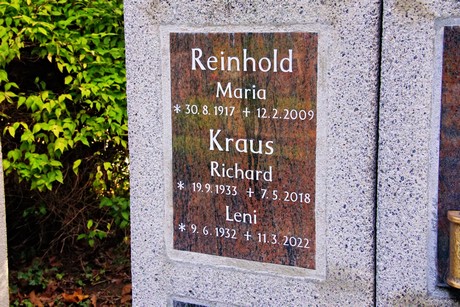 Reinhold
Maria
* 30.8.1917 + 12.2.2009
Kraus
Richard
* 19.9.1933 + 7.5.2018
Leni
* 9.6.1932 + 11.3.2022